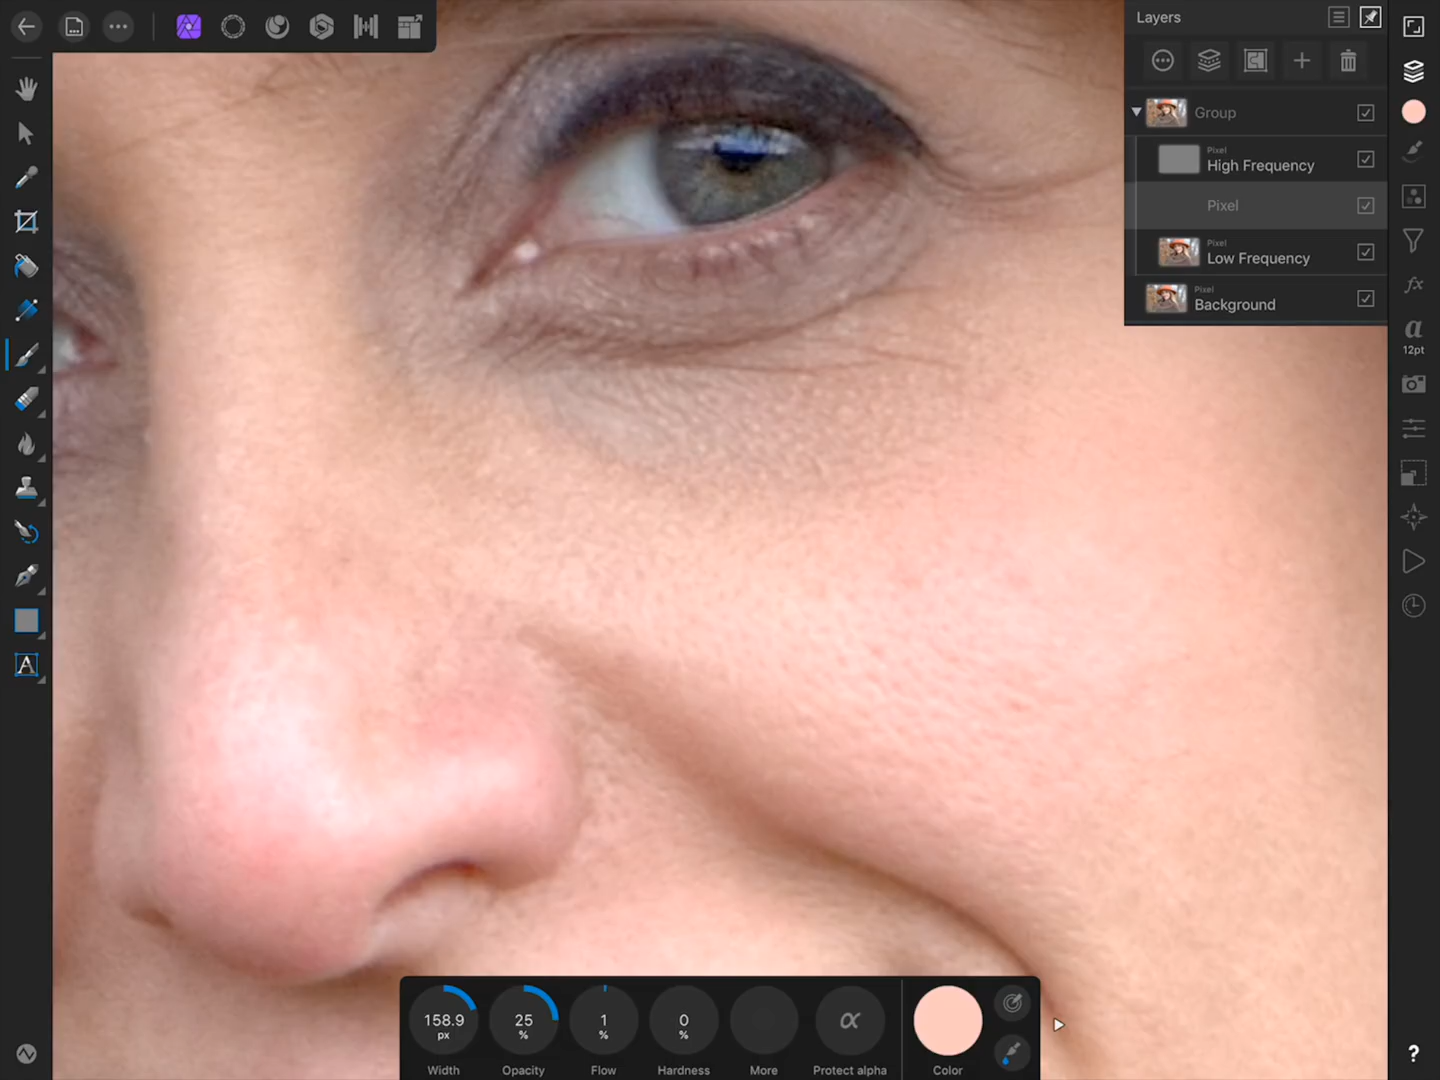 Layers
Group
Pixel
High Frequency
Pixel
Pixel
Low Frequency
Pixel
Background
a
12pt
A
158.9
px
25
%
1
%
0
%
α
Width
Opacity
Flow
Hardness
More
Protect alpha
Color
?